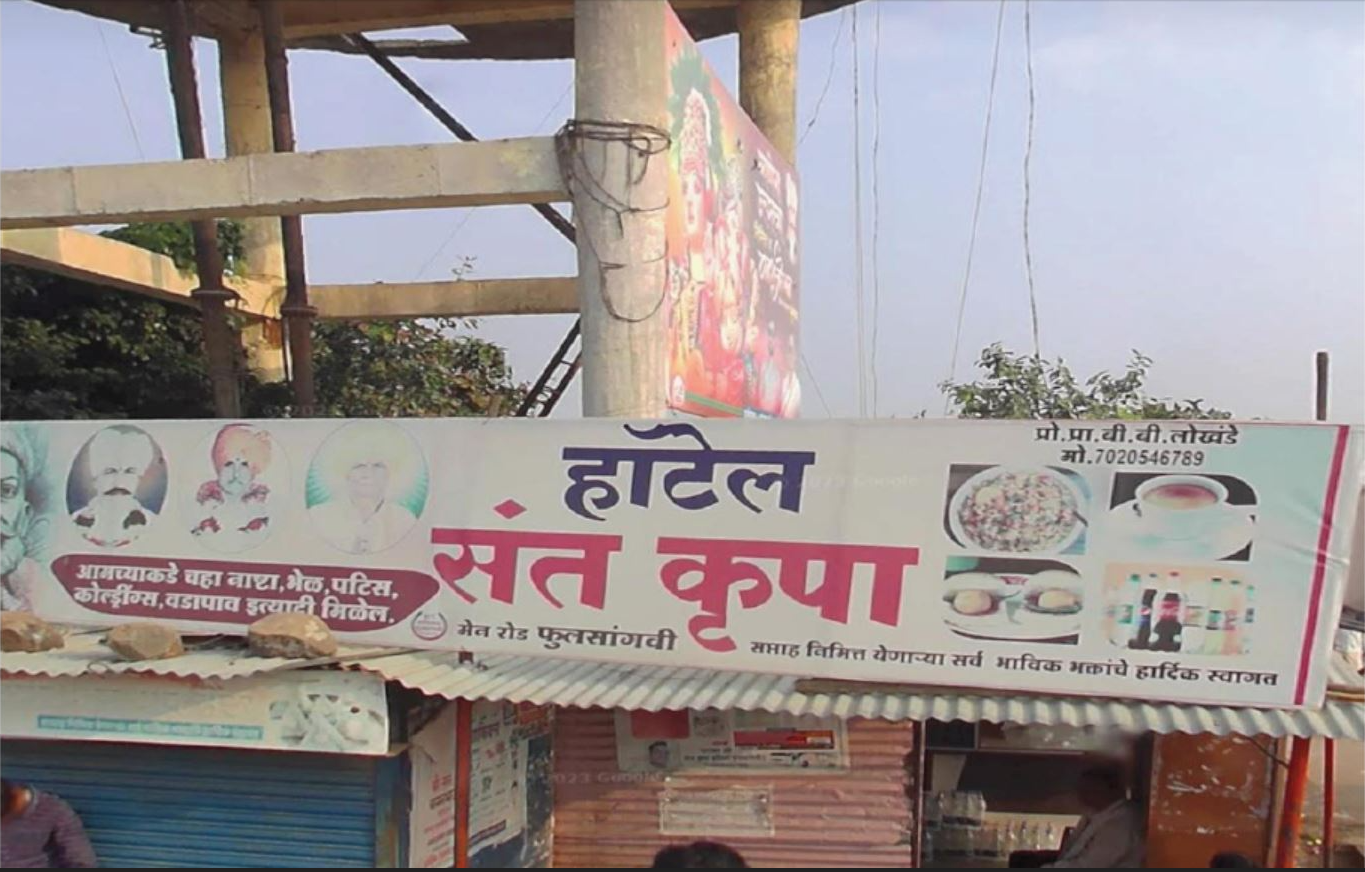 हॉटेल
संत कृपा
प्रो.प्रा.बी.बी.लोखंडे
मो.7020546789
आमच्याकडे चहा नाष्टा,भेळ,पटिस,
कोल्ड्रींग्स,वडापाव इत्यादी मिळेल.
मेन रोड फुलसांगवी
सप्ताह निमित्त येणाऱ्या सर्व भाविक भक्तांचे हार्दिक स्वागत